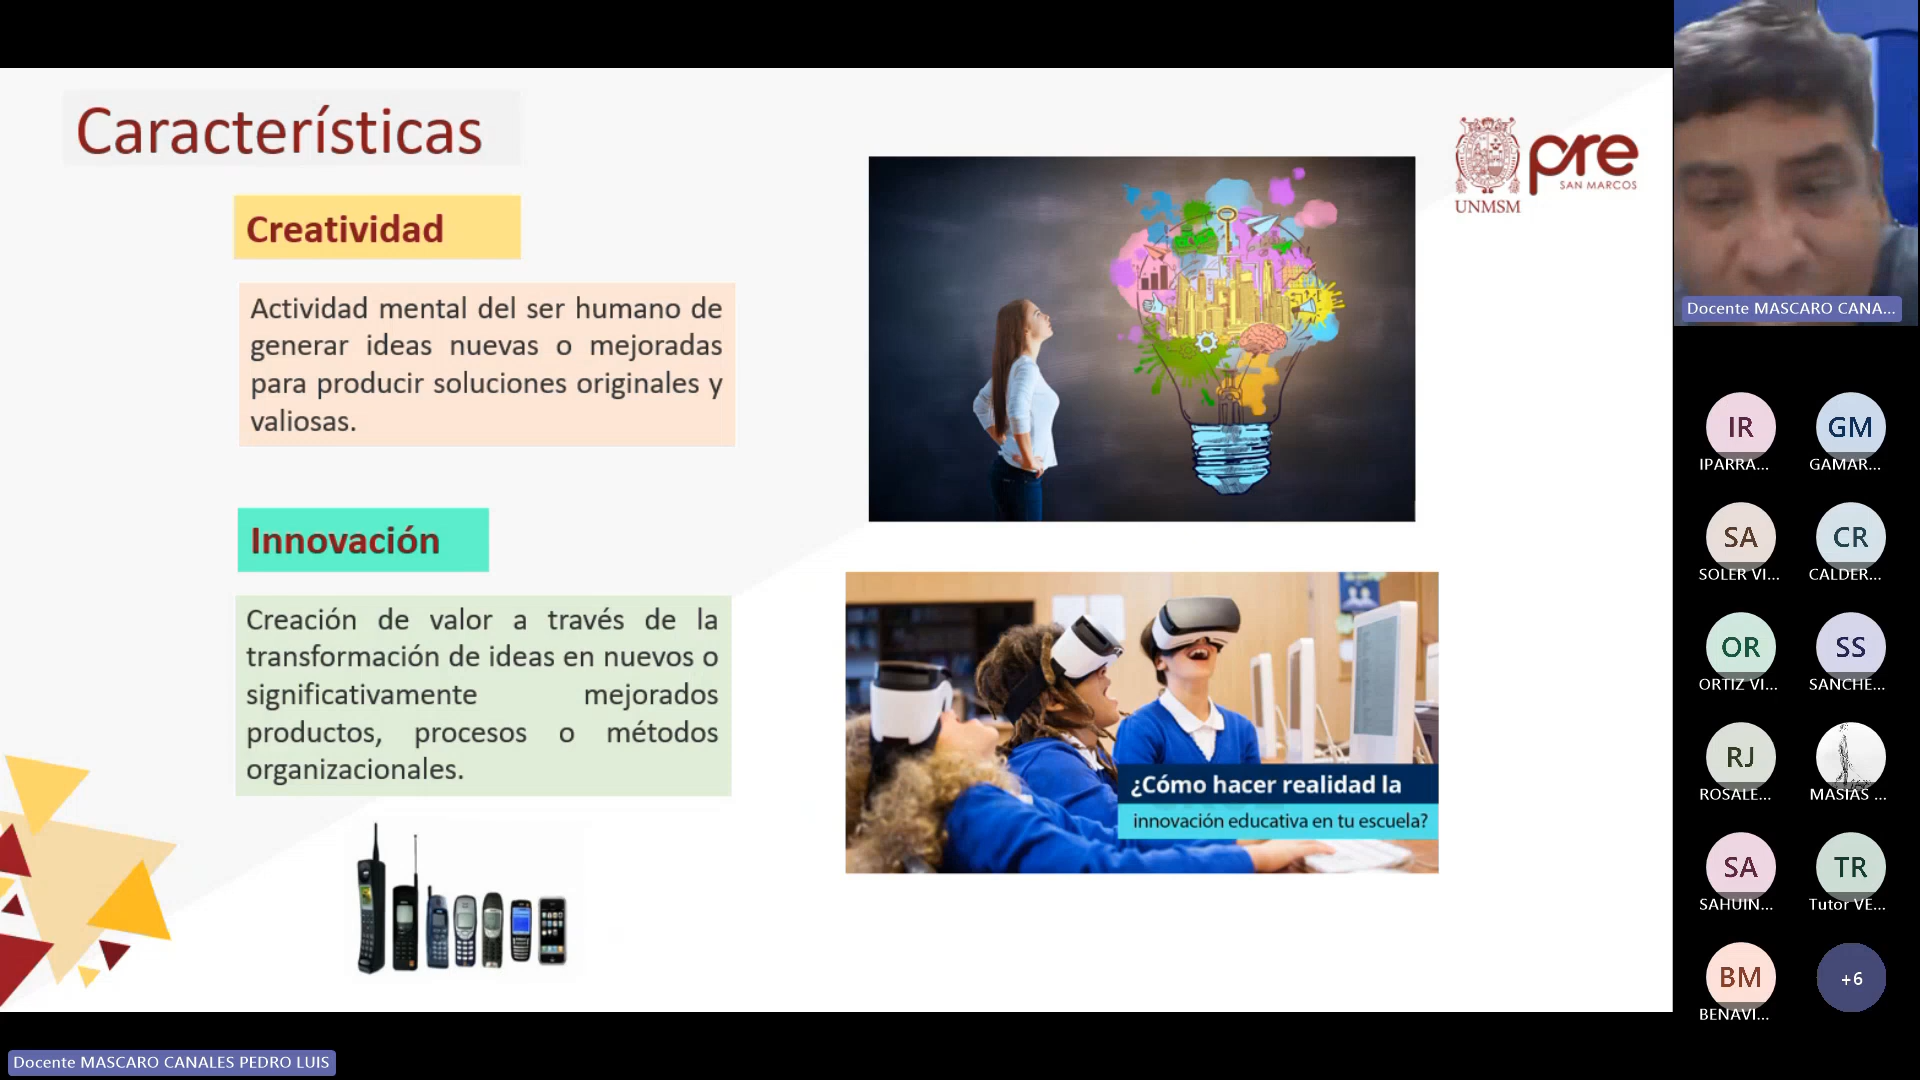 Características
Creatividad
Actividad mental del ser humano de
generar ideas nuevas o mejoradas
para producir soluciones originales y
valiosas.
Innovación
Creación de valor a través de la
transformación de ideas en nuevos o
significativamente mejorados
productos, procesos o métodos
organizacionales.
UNMSM
pre
SAN MARCOS
¿Cómo hacer realidad la
innovación educativa en tu escuela?
Docente MASCARO CANA...
IR
GM
IPARRA...
GAMAR...
SA
CR
SOLER VI...
CALDER...
OR
SS
ORTIZ VI...
SANCHE...
RJ
ROSALE...
MASIAS ...
SA
TR
SAHUIN...
Tutor VE...
BM
+6
BENAVI...
Docente MASCARO CANALES PEDRO LUIS